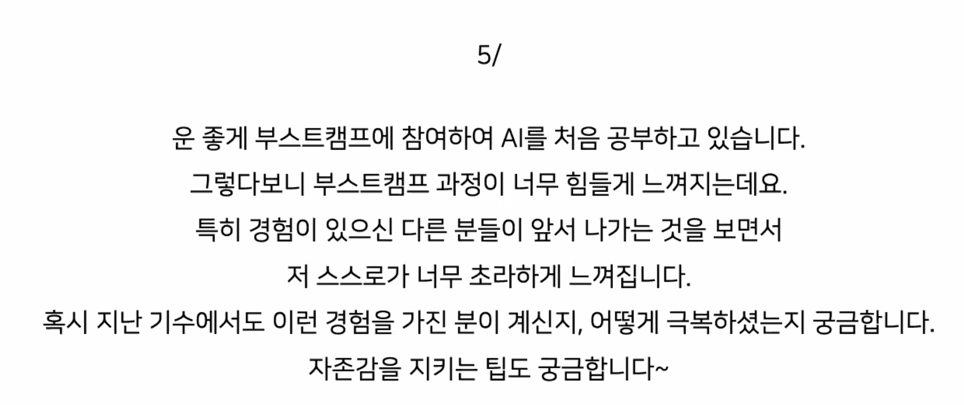 5/
운 좋게 부스트캠프에 참여하여 AI를 처음 공부하고 있습니다.
그렇다보니 부스트캠프 과정이 너무 힘들게 느껴지는데요.
특히 경험이 있으신 다른 분들이 앞서 나가는 것을 보면서
저 스스로가 너무 초라하게 느껴집니다.
혹시 지난 기수에서도 이런 경험을 가진 분이 계신지, 어떻게 극복하셨는지 궁금합니다.
자존감을 지키는 팁도 궁금합니다~